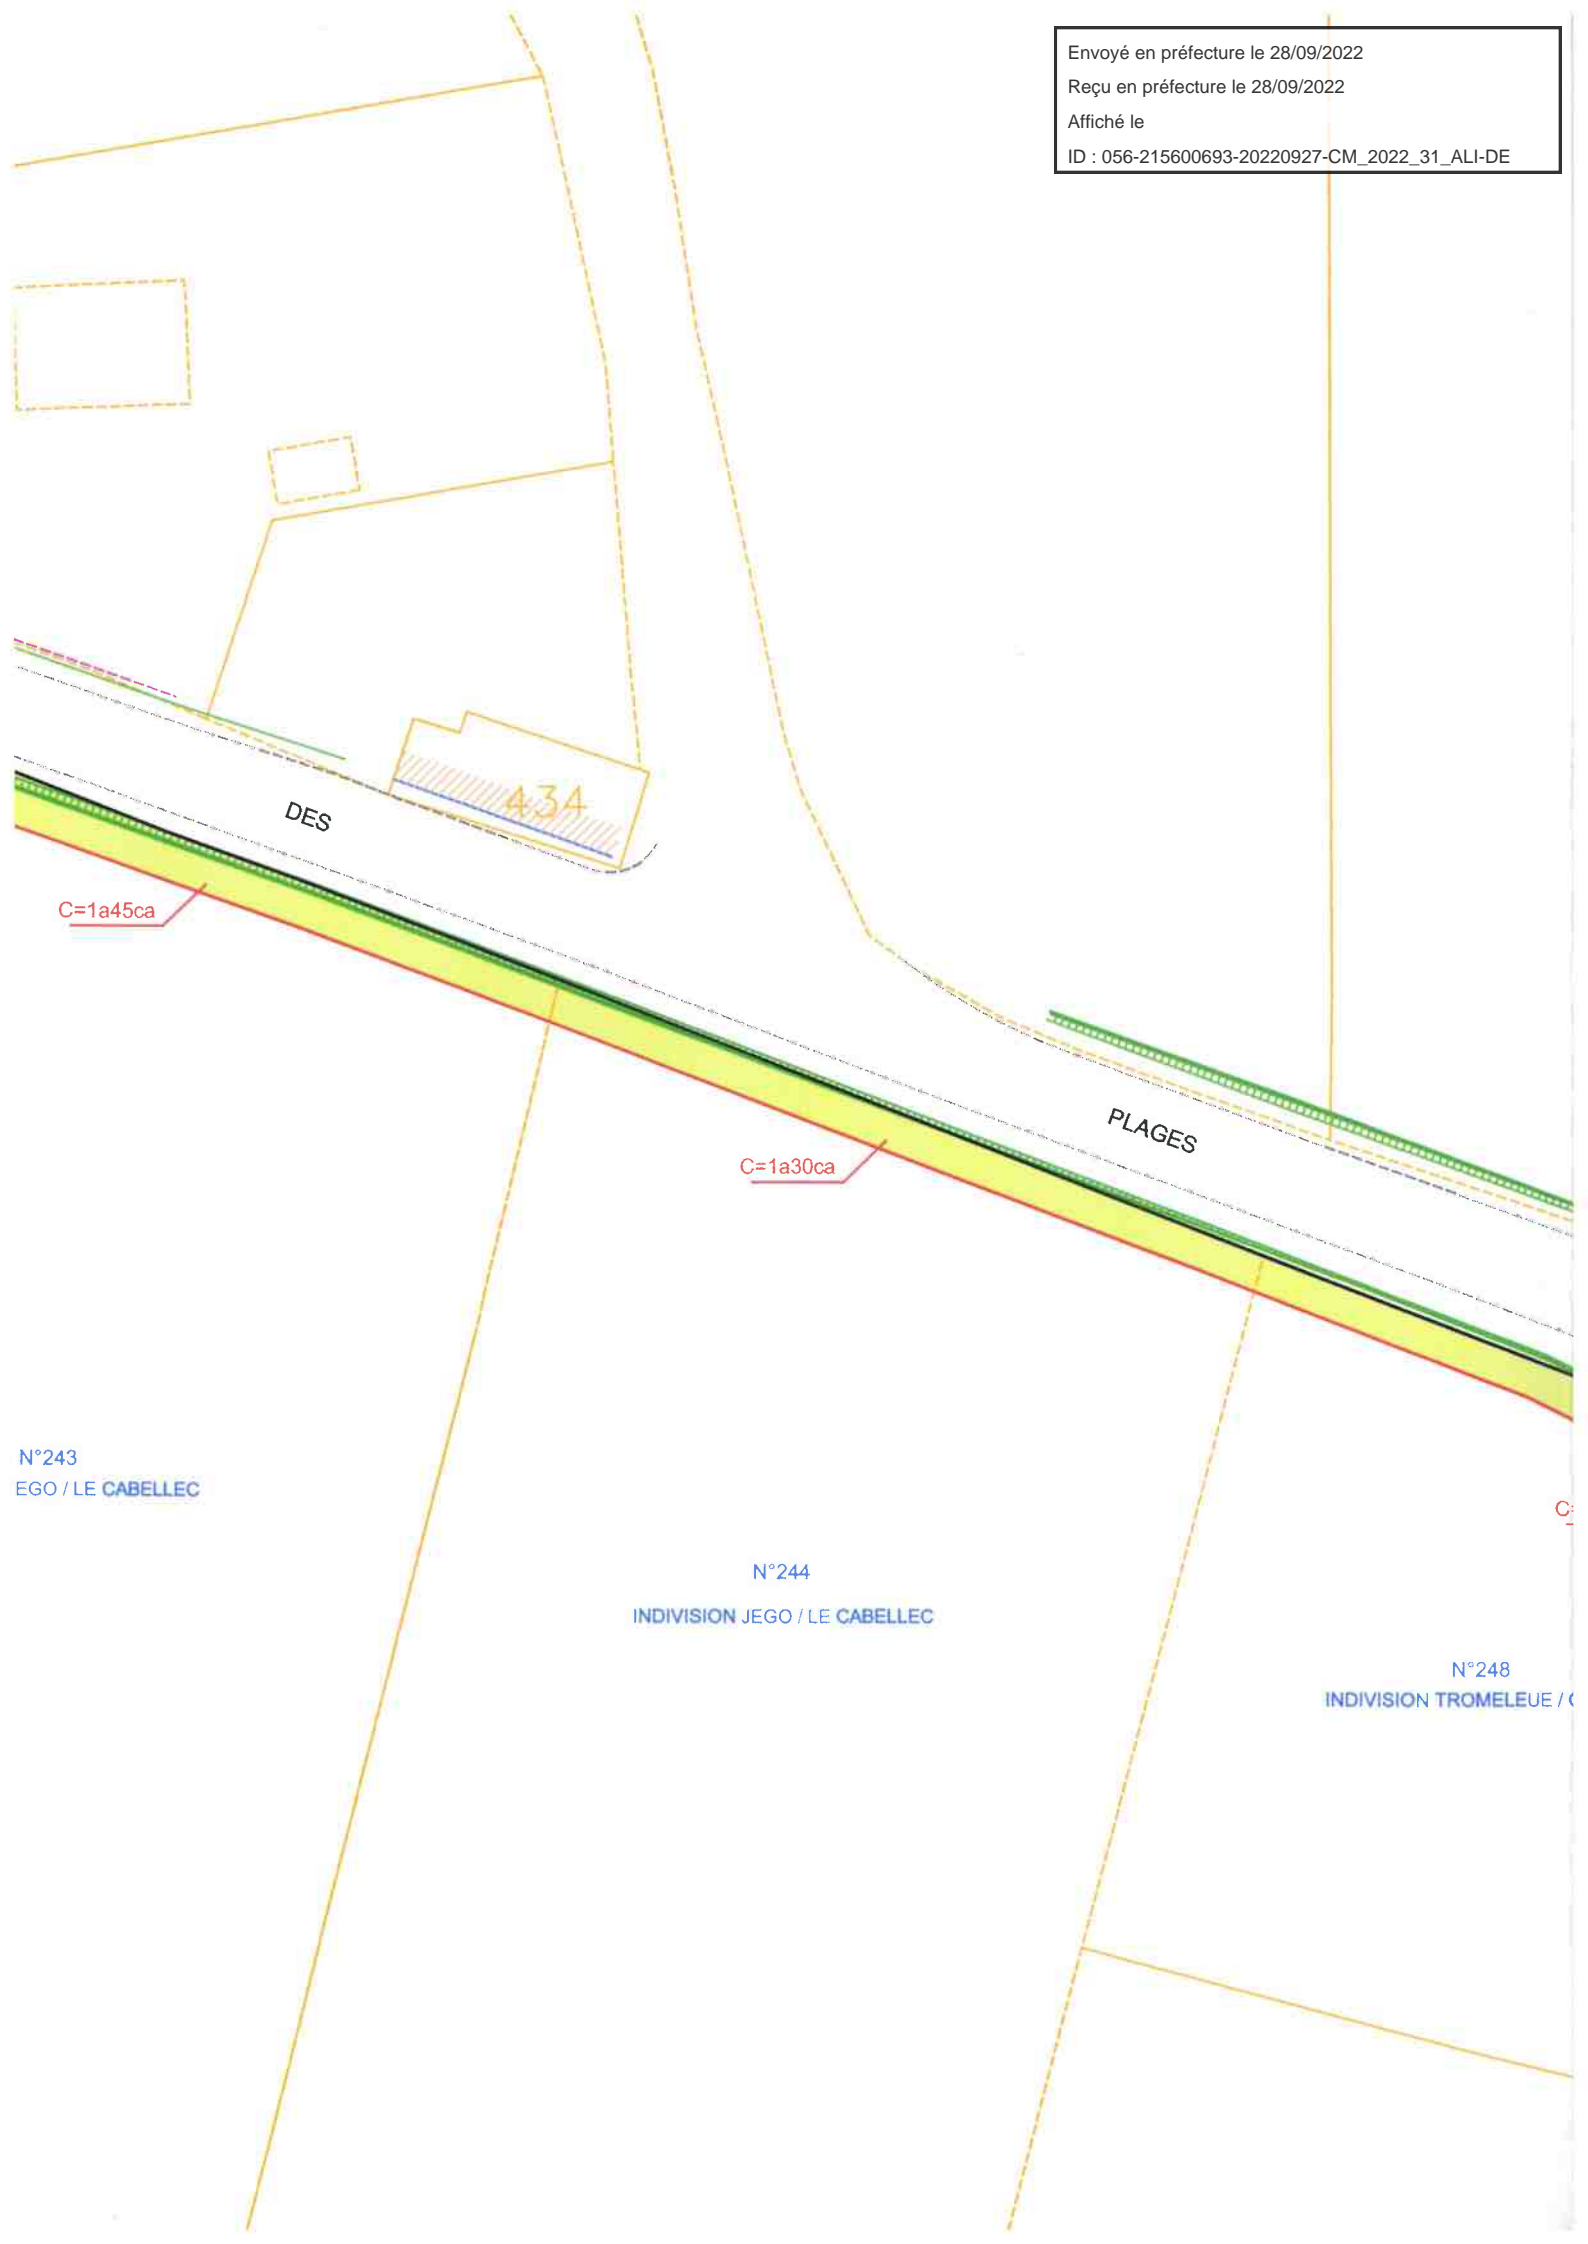 Envoyé en préfecture le 28/09/2022
Reçu en préfecture le 28/09/2022
Affiché le
ID : 056-215600693-20220927-CM_2022_31_ALI-DE
434
DES
C=1a45ca
PLAGES
C=1a30ca
N°243
EGO / LE CABELLEC
C=
N°244
INDIVISION JEGO / LE CABELLEC
N°248
INDIVISION TROMELEUE /